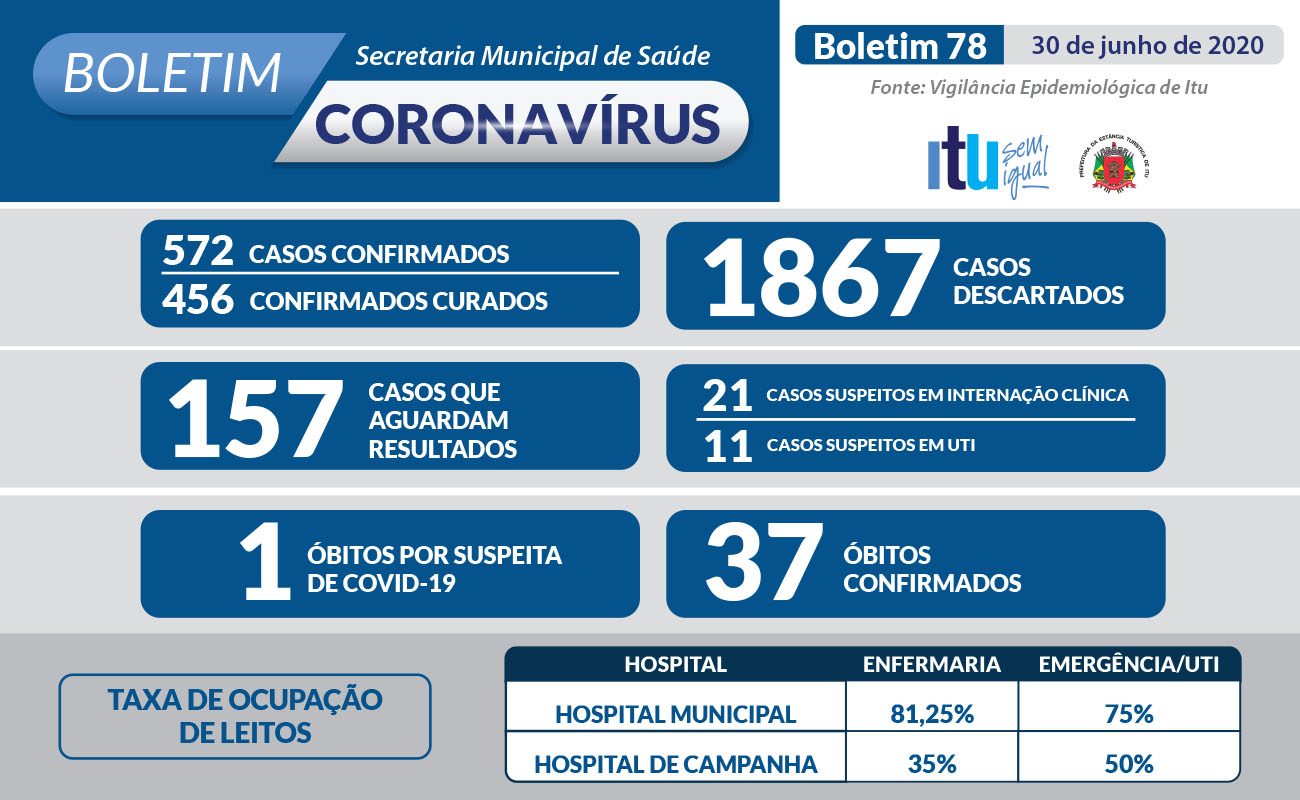 BOLETIM
Secretaria Municipal de Saúde
CORONAVÍRUS
Boletim 78
30 de junho de 2020
Fonte: Vigilância Epidemiológica de Itu
itu sem igual
PREFEITURA DA ESTÂNCIA TURÍSTICA DE ITU
572 CASOS CONFIRMADOS
456 CONFIRMADOS CURADOS
1867 CASOS
DESCARTADOS
157 CASOS QUE
AGUARDAM
RESULTADOS
21 CASOS SUSPEITOS EM INTERNAÇÃO CLÍNICA
11 CASOS SUSPEITOS EM UTI
1 ÓBITOS POR SUSPEITA
DE COVID-19
37 ÓBITOS
CONFIRMADOS
TAXA DE OCUPAÇÃO
DE LEITOS
HOSPITAL ENFERMARIA EMERGÊNCIA/UTI
HOSPITAL MUNICIPAL 81,25% 75%
HOSPITAL DE CAMPANHA 35% 50%